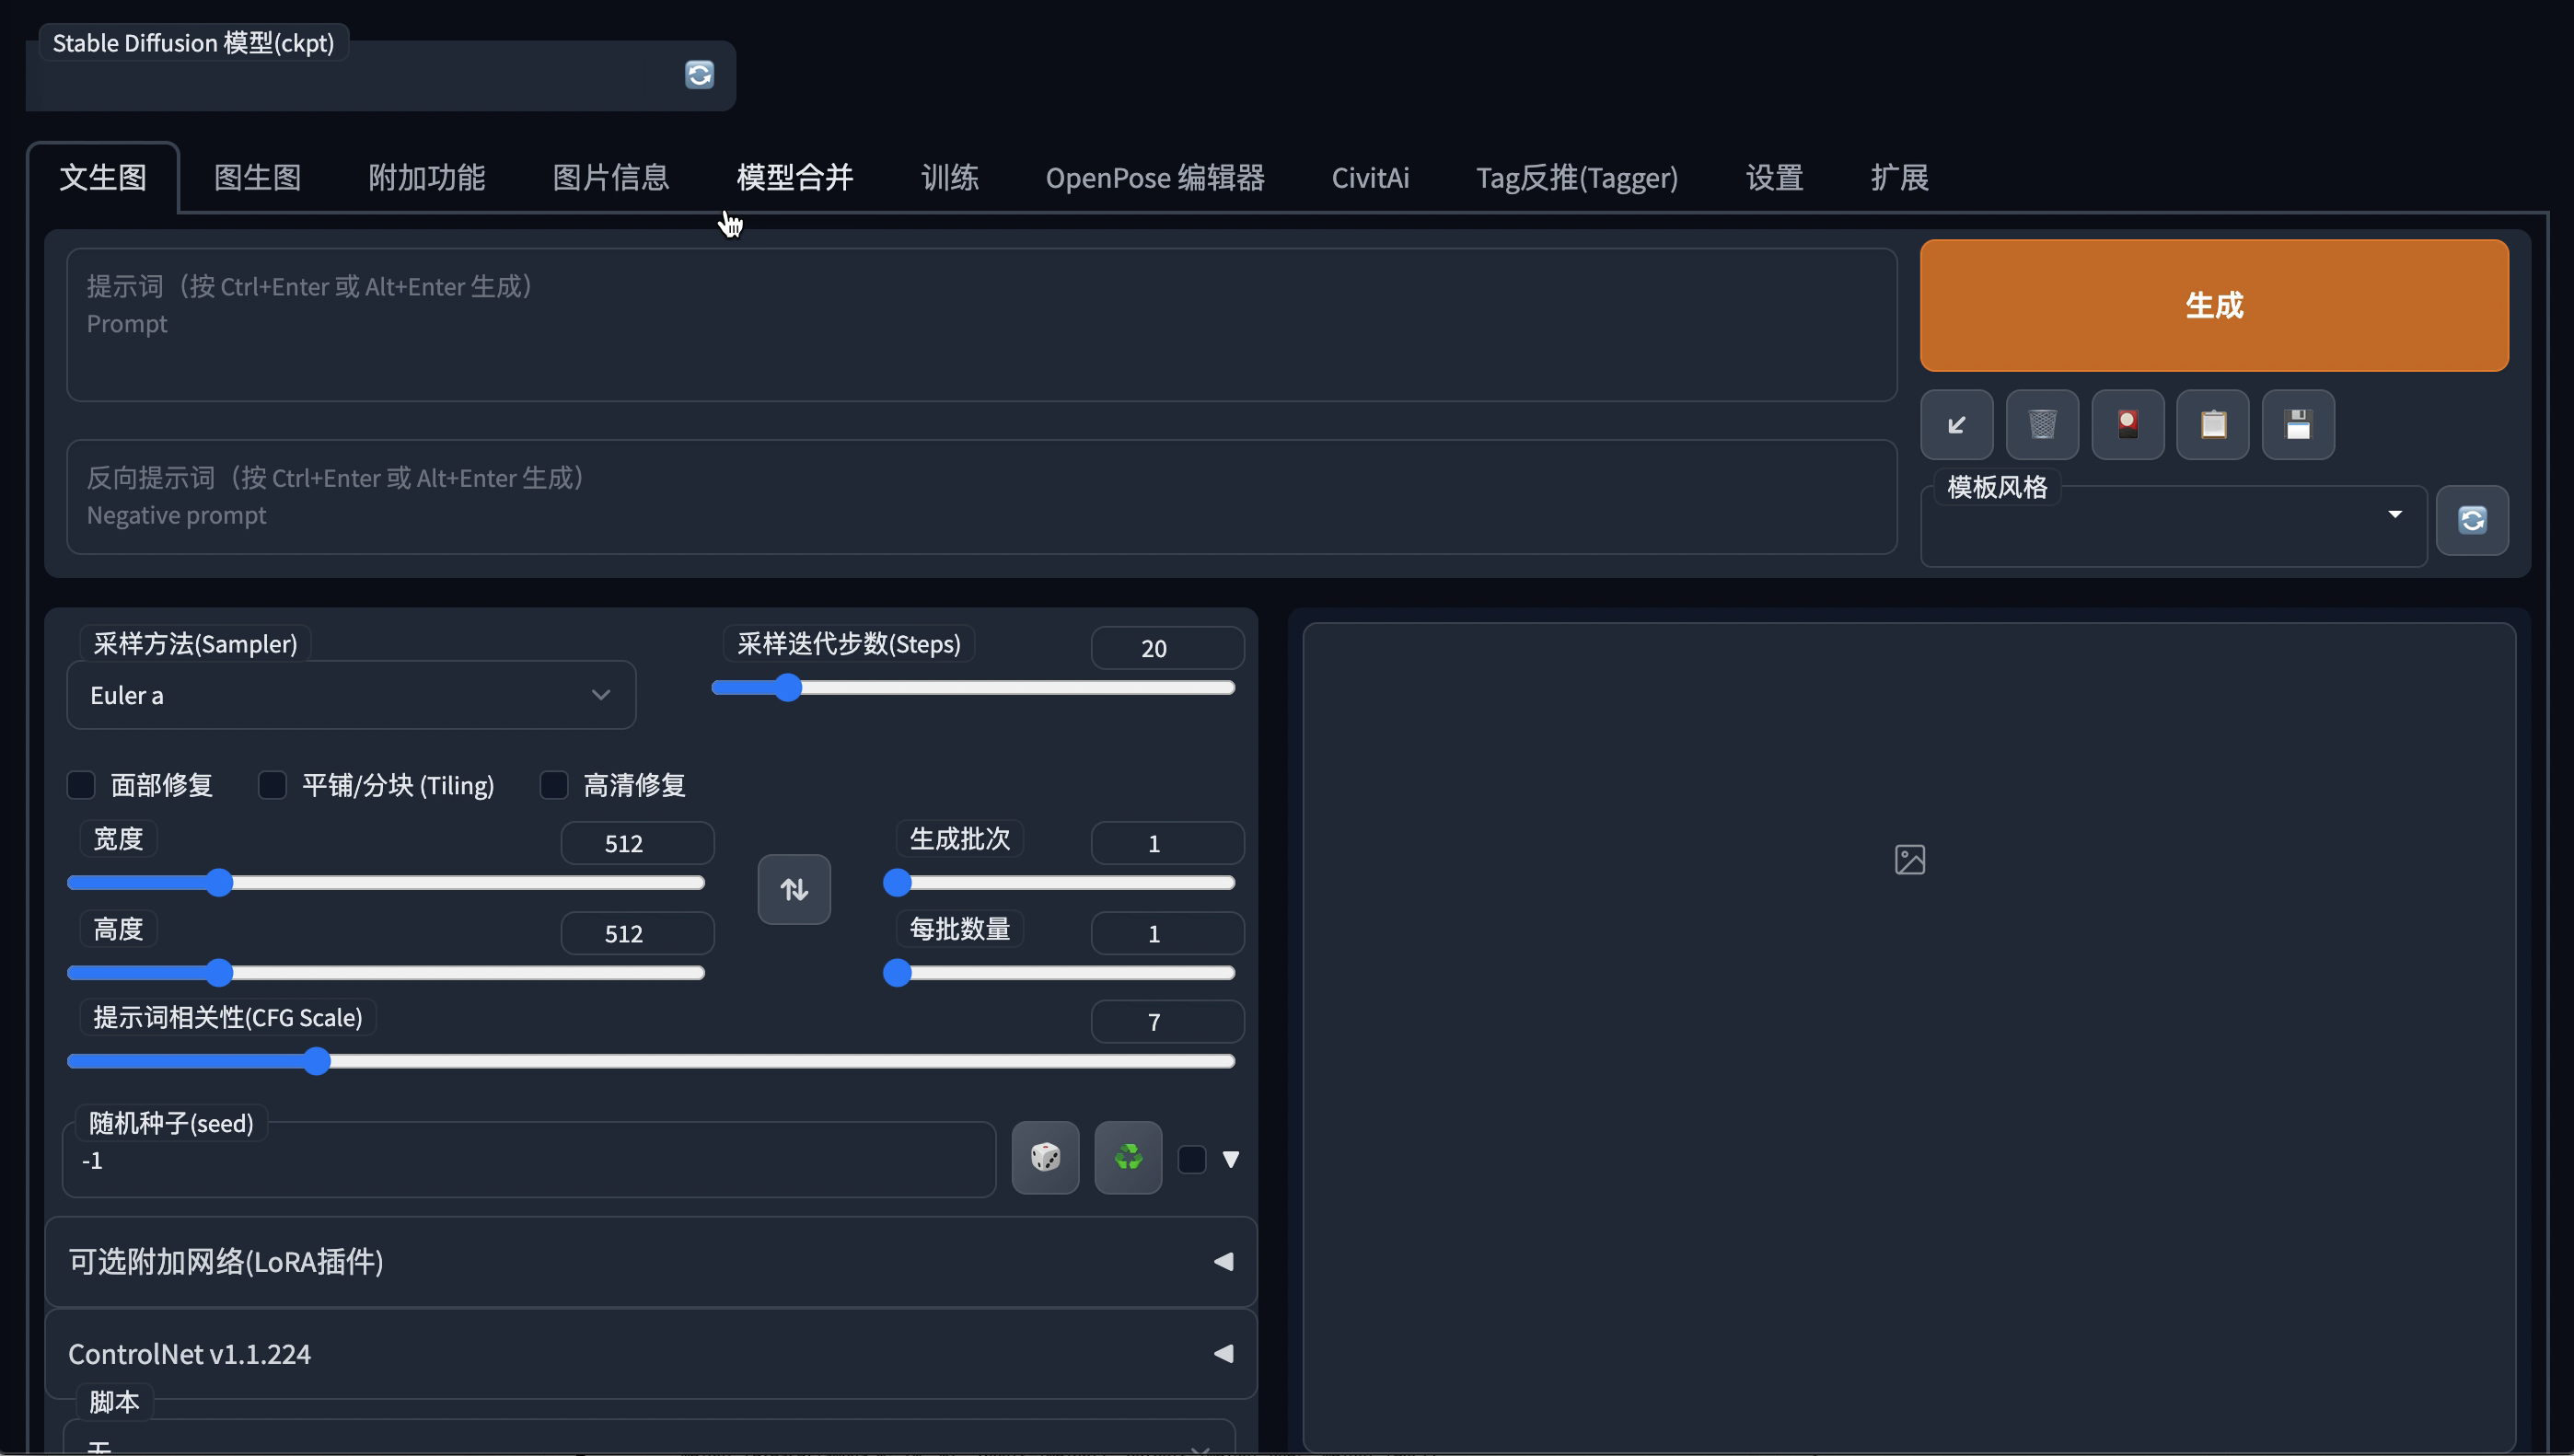 Stable Diffusion 模型(ckpt)
文生图 图生图 附加功能 图片信息 模型合并 训练 OpenPose 编辑器 CivitAi Tag反推(Tagger) 设置 扩展
提示词（按 Ctrl+Enter 或 Alt+Enter 生成）
Prompt
生成
反向提示词（按 Ctrl+Enter 或 Alt+Enter 生成）
Negative prompt
模板风格
采样方法(Sampler)
Euler a
采样迭代步数(Steps)
20
面部修复 平铺/分块 (Tiling) 高清修复
宽度
512
生成批次
1
高度
512
每批数量
1
提示词相关性(CFG Scale)
7
随机种子(seed)
-1
可选附加网络(LoRA插件)
ControlNet v1.1.224
脚本
无